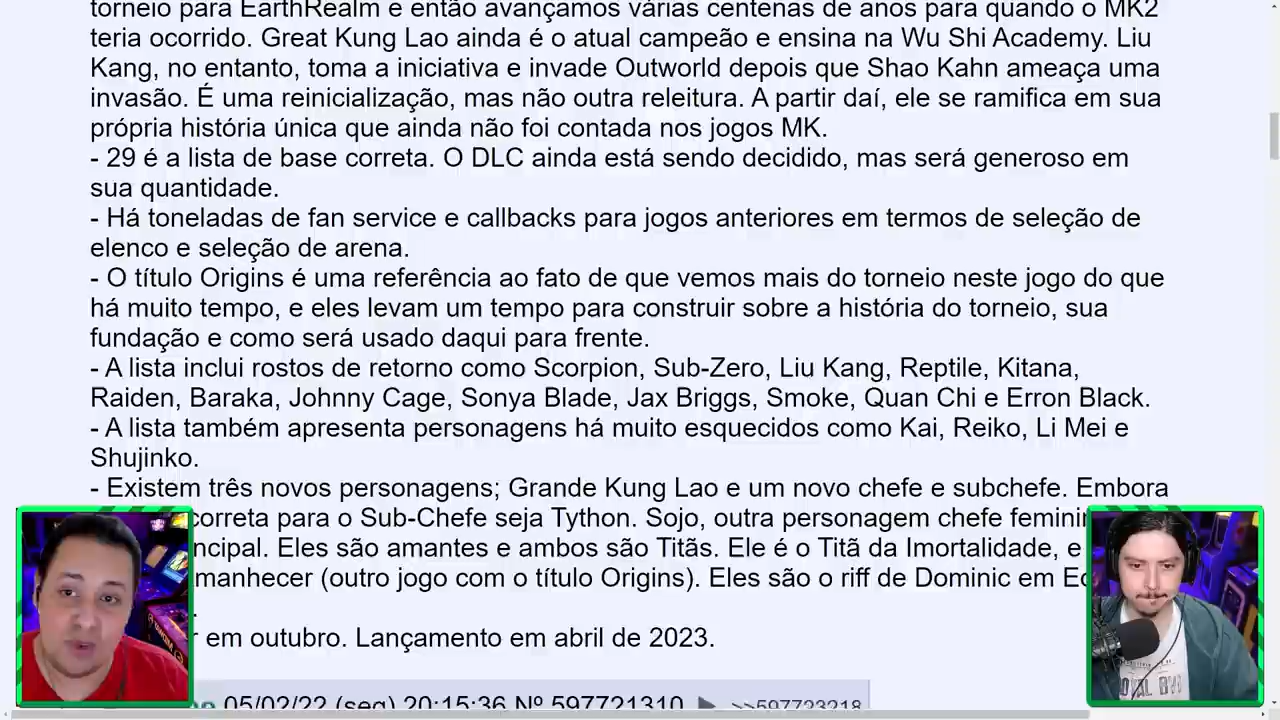 torneio para EarthRealm e então avançamos várias centenas de anos para quando o MK2
teria ocorrido. Great Kung Lao ainda é o atual campeão e ensina na Wu Shi Academy. Liu
Kang, no entanto, toma a iniciativa e invade Outworld depois que Shao Kahn ameaça uma
invasão. É uma reinicialização, mas não outra releitura. A partir daí, ele se ramifica em sua
própria história única que ainda não foi contada nos jogos MK.
- 29 é a lista de base correta. O DLC ainda está sendo decidido, mas será generoso em
sua quantidade.
- Há toneladas de fan service e callbacks para jogos anteriores em termos de seleção de
elenco e seleção de arena.
- O título Origins é uma referência ao fato de que vemos mais do torneio neste jogo do que
há muito tempo, e eles levam um tempo para construir sobre a história do torneio, sua
fundação e como será usado daqui para frente.
- A lista inclui rostos de retorno como Scorpion, Sub-Zero, Liu Kang, Reptile, Kitana,
Raiden, Baraka, Johnny Cage, Sonya Blade, Jax Briggs, Smoke, Quan Chi e Erron Black.
- A lista também apresenta personagens há muito esquecidos como Kai, Reiko, Li Mei e
Shujinko.
- Existem três novos personagens; Grande Kung Lao e um novo chefe e subchefe. Embora
correta para o Sub-Chefe seja Tython. Sojo, outra personagem chefe
Eles são amantes e ambos são Titãs. Ele é o Titã da Imortalidade, e
manhecer (outro jogo com o título Origins). Eles são o riff de Dominic em
em outubro. Lançamento em abril de 2023.
05/02/22 (seg) 20:15:36 Nº 597721310 ▶ >>597723218